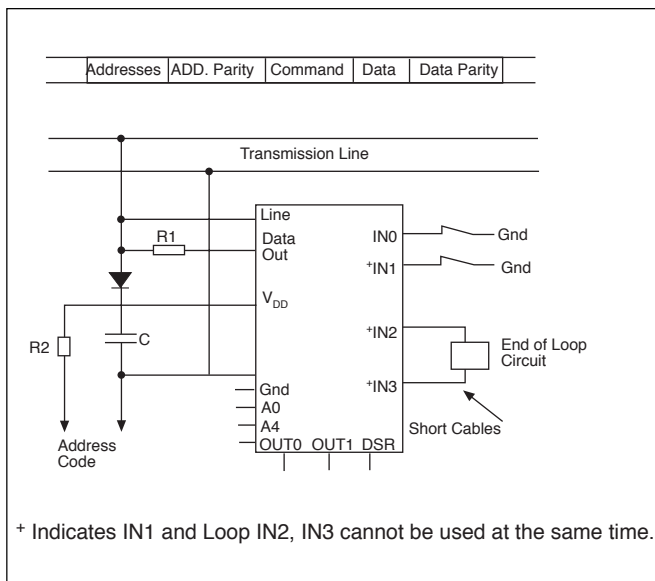 Addresses ADD. Parity Command Data Data Parity
Transmission Line
Line
R1
Data
Out
IN0
Gnd
+IN1
Gnd
VDD
R2
C
+IN2
End of Loop
Circuit
+IN3
Gnd
A0
Short Cables
A4
Address
Code
OUT0 OUT1 DSR
+ Indicates IN1 and Loop IN2, IN3 cannot be used at the same time.